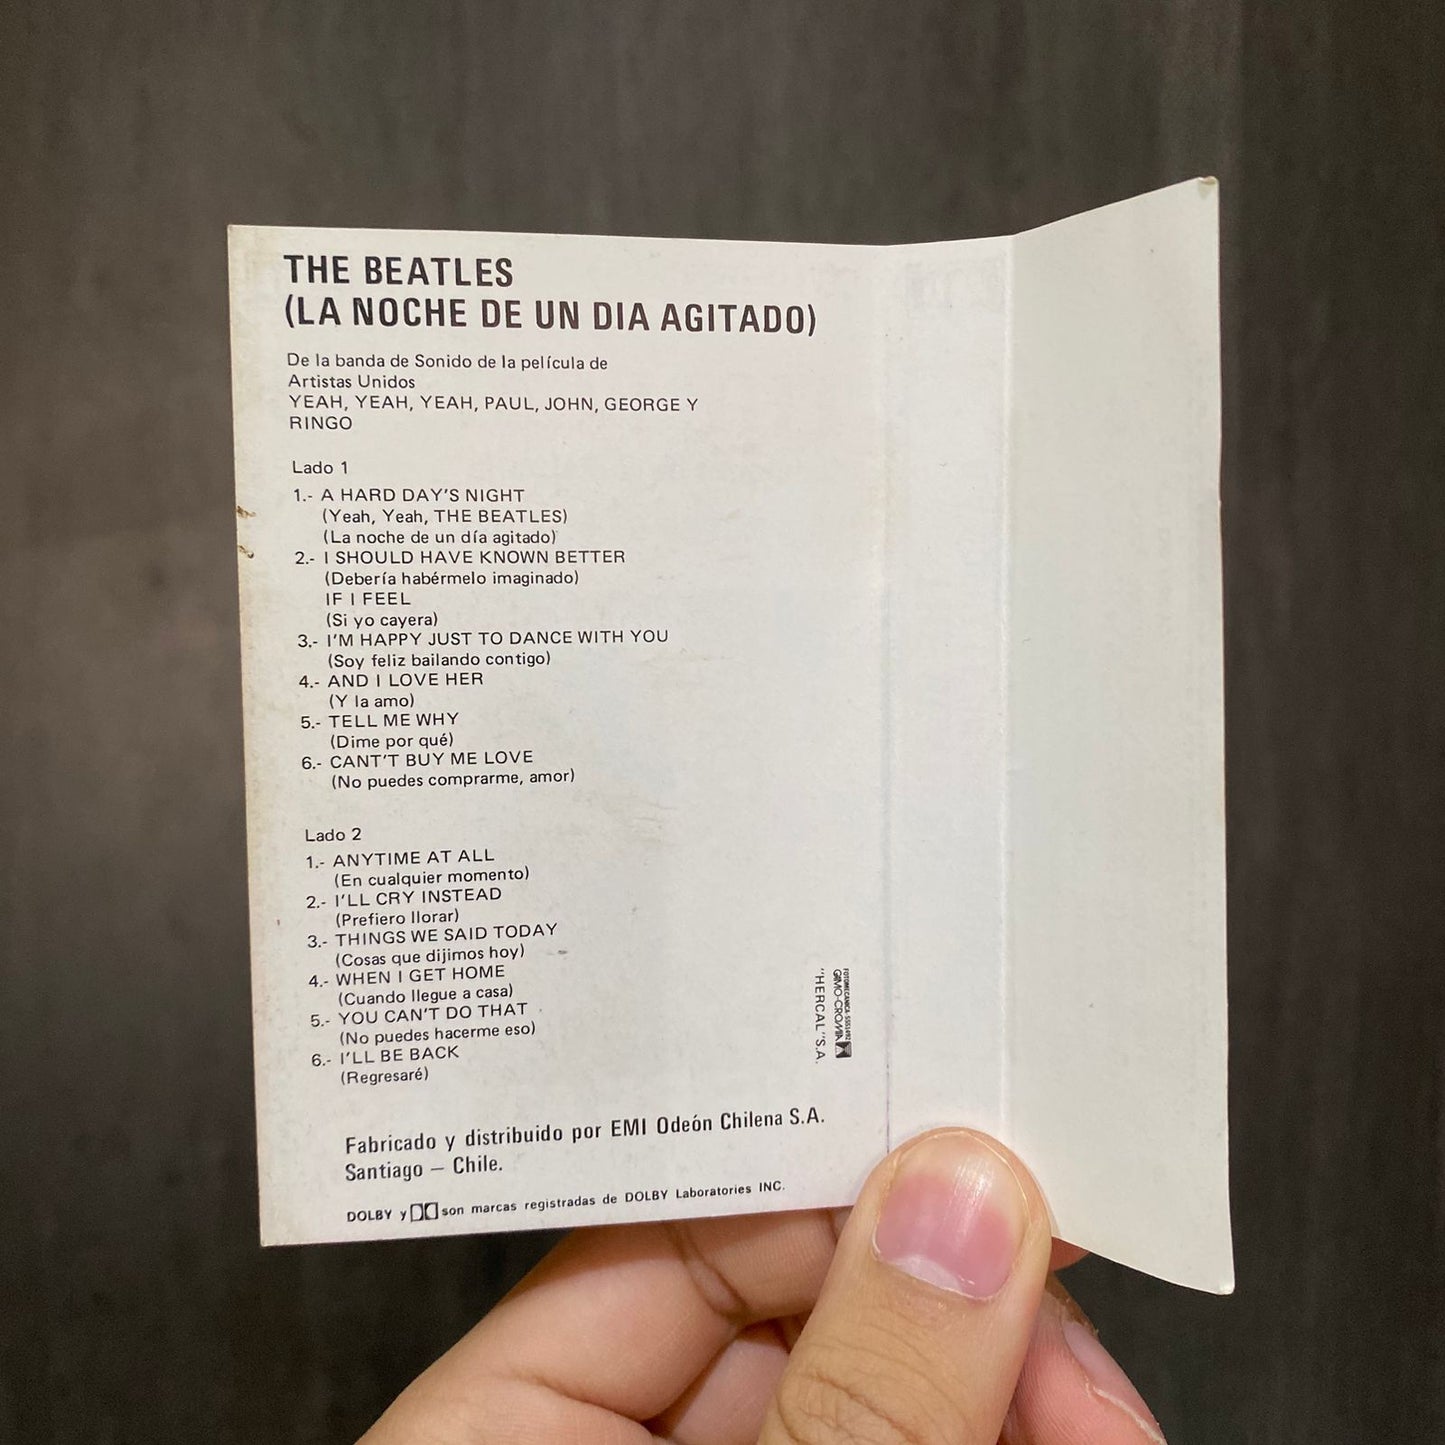 THE BEATLES
(LA NOCHE DE UN DIA AGITADO)
De la banda de Sonido de la película de
Artistas Unidos
YEAH, YEAH, YEAH, PAUL, JOHN, GEORGE Y
RINGO
Lado 1
1.- A HARD DAY'S NIGHT
(Yeah, Yeah, THE BEATLES)
(La noche de un día agitado)
2.- I SHOULD HAVE KNOWN BETTER
(Debería habérmelo imaginado)
IF I FEEL
(Si yo cayera)
3.- I'M HAPPY JUST TO DANCE WITH YOU
(Soy feliz bailando contigo)
4.- AND I LOVE HER
(Y la amo)
5.- TELL ME WHY
(Dime por qué)
6.- CANT'T BUY ME LOVE
(No puedes comprarme, amor)
Lado 2
1.- ANYTIME AT ALL
(En cualquier momento)
2.- I'LL CRY INSTEAD
(Prefiero llorar)
3.- THINGS WE SAID TODAY
(Cosas que dijimos hoy)
4.- WHEN I GET HOME
(Cuando llegue a casa)
5.- YOU CAN'T DO THAT
(No puedes hacerme eso)
6.- I'LL BE BACK
(Regresaré)
FOTOMECANICA-5551492
GIMO-CROMIA
"HERCAL"S.A.
Fabricado y distribuido por EMI Odeón Chilena S.A.
Santiago – Chile.
DOLBY y son marcas registradas de DOLBY Laboratories INC.